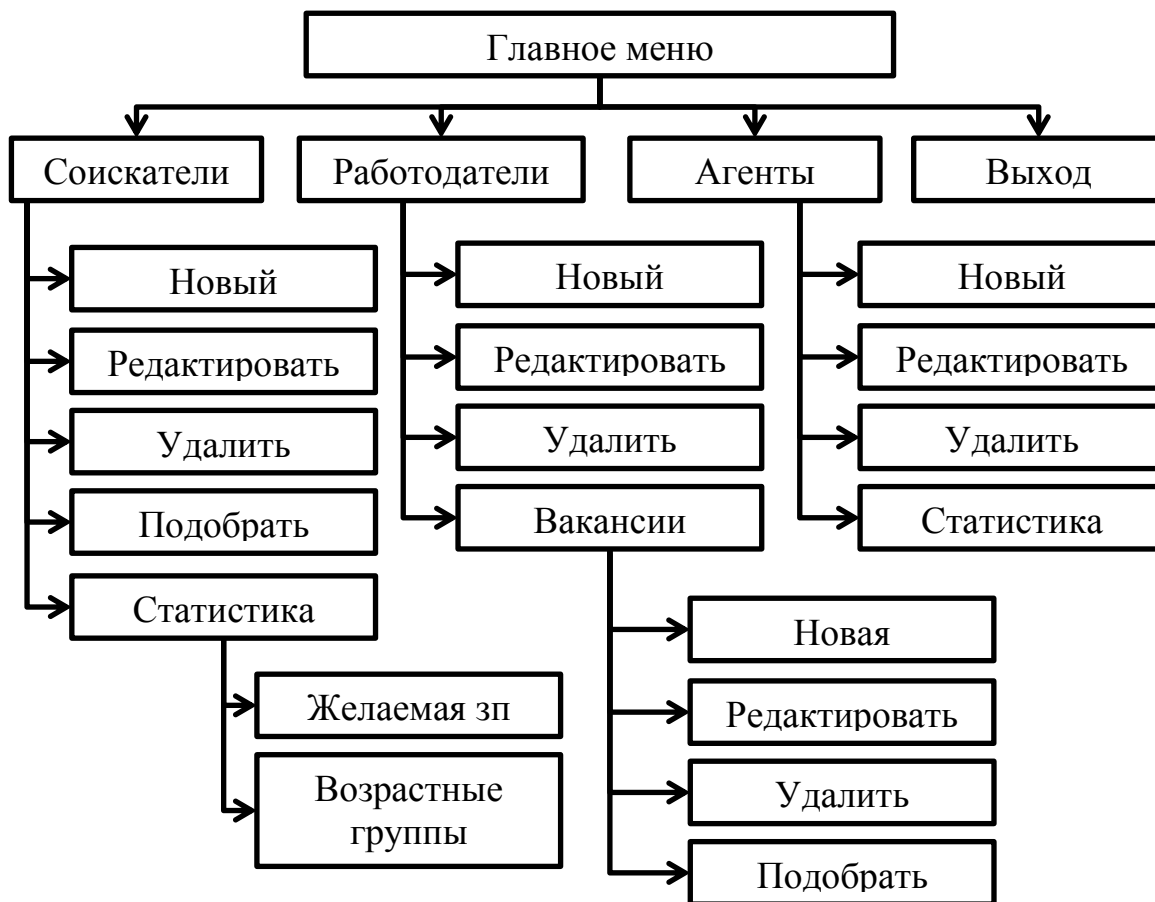 Главное меню
Соискатели
Работодатели
Агенты
Выход
Новый
Редактировать
Удалить
Подобрать
Статистика
Желаемая зп
Возрастные
группы
Новый
Редактировать
Удалить
Вакансии
Новая
Редактировать
Удалить
Подобрать
Новый
Редактировать
Удалить
Статистика